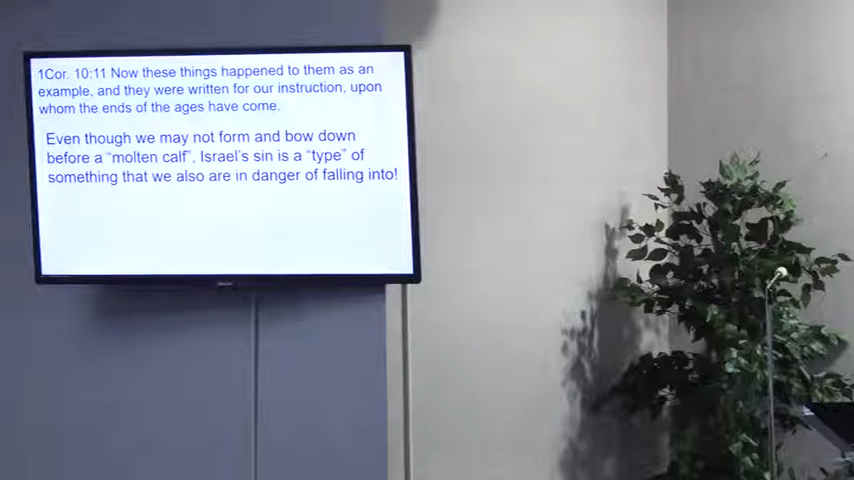 1Cor. 10:11 Now these things happened to them as an
example, and they were written for our instruction, upon
whom the ends of the ages have come.
Even though we may not form and bow down
before a “molten calf”, Israel’s sin is a “type” of
something that we also are in danger of falling into!